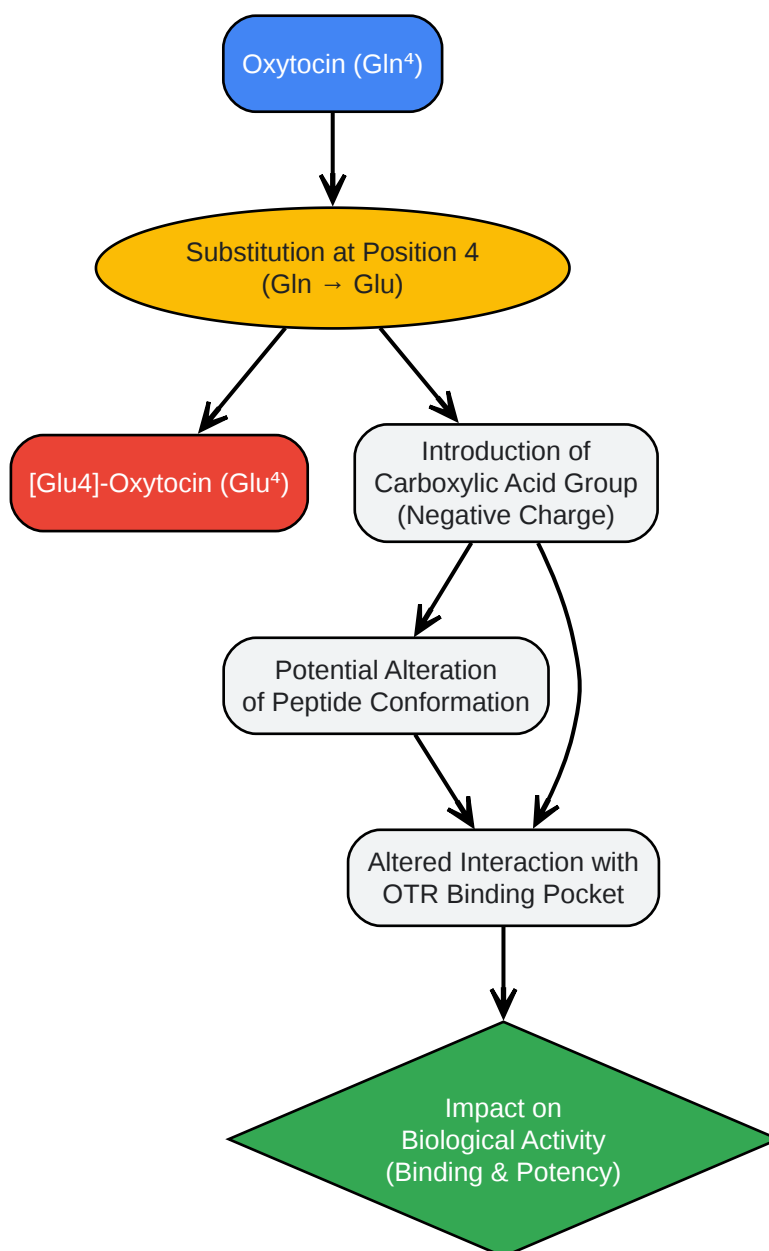 Oxytocin (Gln⁴)
Substitution at Position 4
(Gln → Glu)
[Glu4]-Oxytocin (Glu⁴)
Introduction of
Carboxylic Acid Group
(Negative Charge)
Potential Alteration
of Peptide Conformation
Altered Interaction with
OTR Binding Pocket
Impact on
Biological Activity
(Binding & Potency)